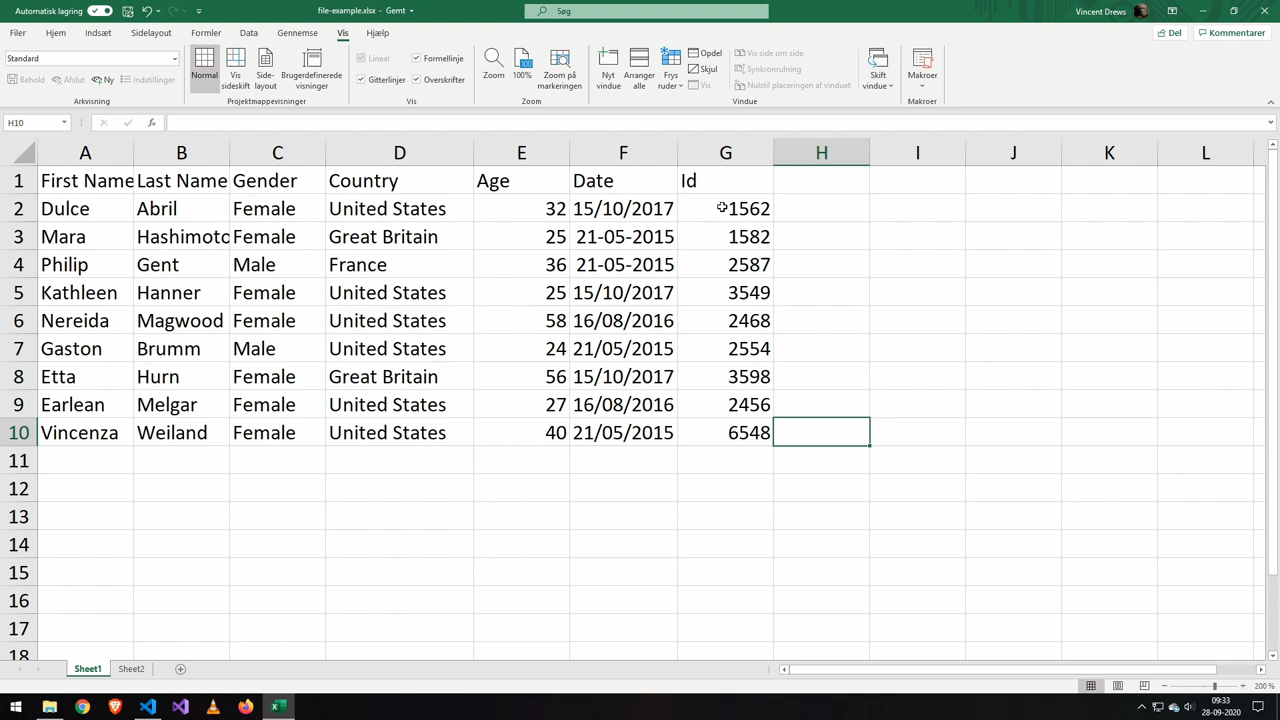 Automatisk lagring file-example.xlsx - Gemt Søg Vincent Drews
Filer Hjem Indsæt Sidelayout Formler Data Gennemse Vis Hjælp Del Kommentarer
Standard
Behold Afslut Ny Indstillinger
Arkvisning
Normal Vis sideskift Side-layout Brugerdefinerede visninger
Projektmappevisninger
Lineal Formellinje
Gitterlinjer Overskrifter
Vis
Zoom 100% Zoom på markeringen
Zoom
Nyt vindue Arranger alle Frys ruder
Opdel
Skjul
Vis
Vis side om side
Synkronrulning
Nulstil placeringen af vinduet
Skift vindue
Vindue
Makroer
Makroer
H10 fx
A B C D E F G H I J K L
1 First Name Last Name Gender Country Age Date Id
2 Dulce Abril Female United States 32 15/10/2017 1562
3 Mara Hashimoto Female Great Britain 25 21-05-2015 1582
4 Philip Gent Male France 36 21-05-2015 2587
5 Kathleen Hanner Female United States 25 15/10/2017 3549
6 Nereida Magwood Female United States 58 16/08/2016 2468
7 Gaston Brumm Male United States 24 21/05/2015 2554
8 Etta Hurn Female Great Britain 56 15/10/2017 3598
9 Earlean Melgar Female United States 27 16/08/2016 2456
10 Vincenza Weiland Female United States 40 21/05/2015 6548
11
12
13
14
15
16
17
18
Sheet1 Sheet2
200 %
09:33
28-09-2020